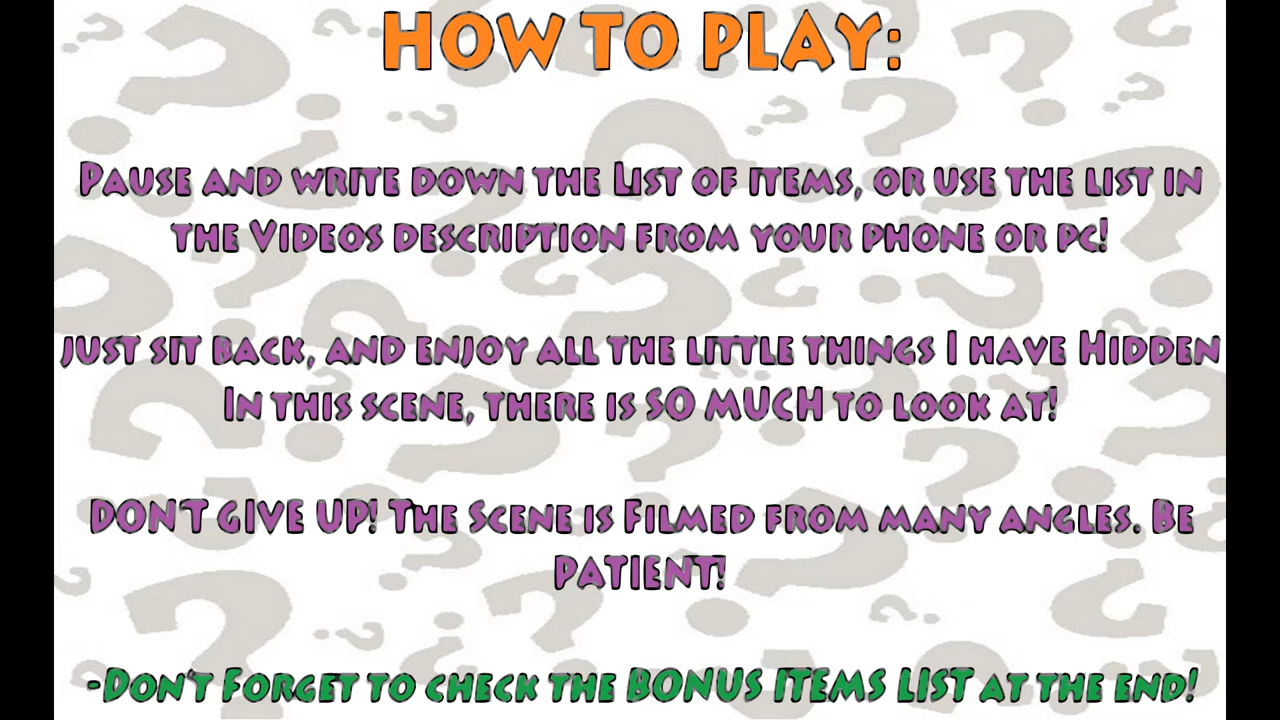 HOW TO PLAY:
PAUSE AND WRITE DOWN THE LIST OF ITEMS, OR USE THE LIST IN
THE VIDEOS DESCRIPTION FROM YOUR PHONE OR PC!
JUST SIT BACK, AND ENJOY ALL THE LITTLE THINGS I HAVE HIDDEN
IN THIS SCENE, THERE IS SO MUCH TO LOOK AT!
DON'T GIVE UP! THE SCENE IS FILMED FROM MANY ANGLES. BE
PATIENT!
-DON'T FORGET TO CHECK THE BONUS ITEMS LIST AT THE END!